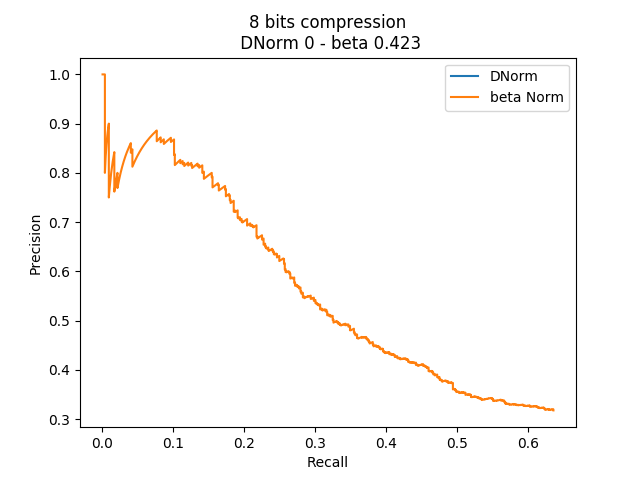 8 bits compression
DNorm 0 - beta 0.423
DNorm
beta Norm
1.0
0.9
0.8
0.7
0.6
0.5
0.4
0.3
Precision
0.0 0.1 0.2 0.3 0.4 0.5 0.6
Recall